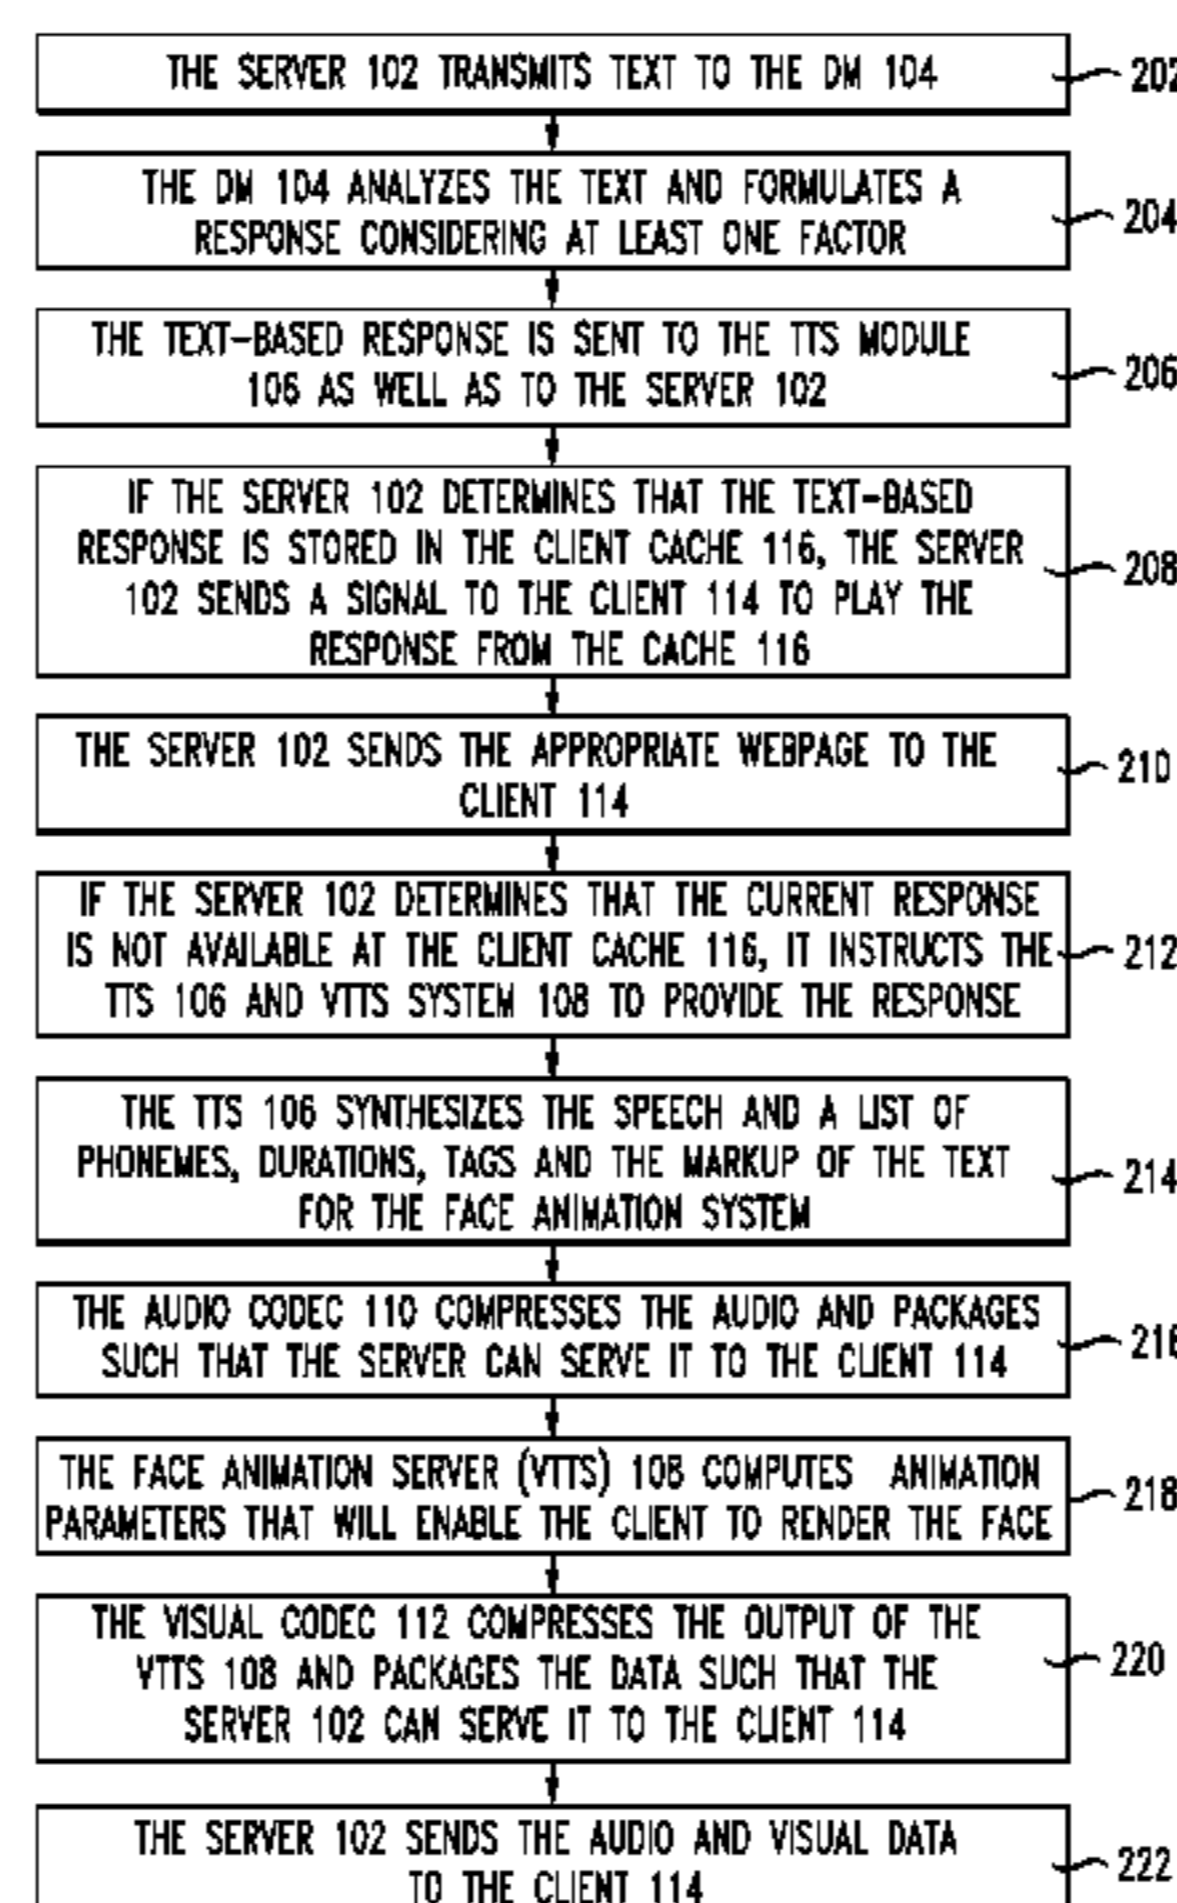 THE SERVER 102 TRANSMITS TEXT TO THE DM 104
202
THE DM 104 ANALYZES THE TEXT AND FORMULATES A
RESPONSE CONSIDERING AT LEAST ONE FACTOR
204
THE TEXT-BASED RESPONSE IS SENT TO THE TTS MODULE
106 AS WELL AS TO THE SERVER 102
206
IF THE SERVER 102 DETERMINES THAT THE TEXT-BASED
RESPONSE IS STORED IN THE CLIENT CACHE 116, THE SERVER
102 SENDS A SIGNAL TO THE CLIENT 114 TO PLAY THE
RESPONSE FROM THE CACHE 116
208
THE SERVER 102 SENDS THE APPROPRIATE WEBPAGE TO THE
CLIENT 114
210
IF THE SERVER 102 DETERMINES THAT THE CURRENT RESPONSE
IS NOT AVAILABLE AT THE CLIENT CACHE 116, IT INSTRUCTS THE
TTS 106 AND VTTS SYSTEM 108 TO PROVIDE THE RESPONSE
212
THE TTS 106 SYNTHESIZES THE SPEECH AND A LIST OF
PHONEMES, DURATIONS, TAGS AND THE MARKUP OF THE TEXT
FOR THE FACE ANIMATION SYSTEM
214
THE AUDIO CODEC 110 COMPRESSES THE AUDIO AND PACKAGES
SUCH THAT THE SERVER CAN SERVE IT TO THE CLIENT 114
216
THE FACE ANIMATION SERVER (VTTS) 108 COMPUTES ANIMATION
PARAMETERS THAT WILL ENABLE THE CLIENT TO RENDER THE FACE
218
THE VISUAL CODEC 112 COMPRESSES THE OUTPUT OF THE
VTTS 108 AND PACKAGES THE DATA SUCH THAT THE
SERVER 102 CAN SERVE IT TO THE CLIENT 114
220
THE SERVER 102 SENDS THE AUDIO AND VISUAL DATA
TO THE CLIENT 114
222